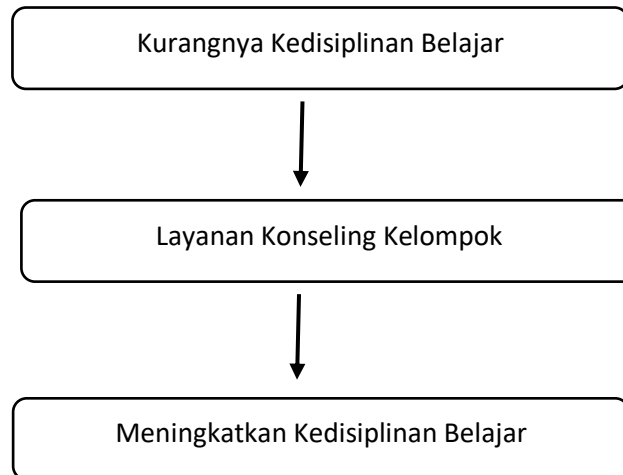 Kurangnya Kedisiplinan Belajar
Layanan Konseling Kelompok
Meningkatkan Kedisiplinan Belajar